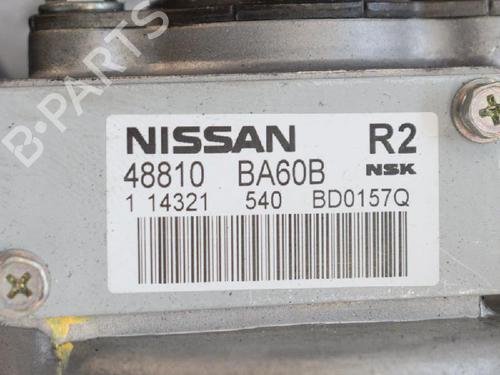 B-PARTS
NISSAN R2
48810 BA60B NSK
1 14321 540 BD0157Q